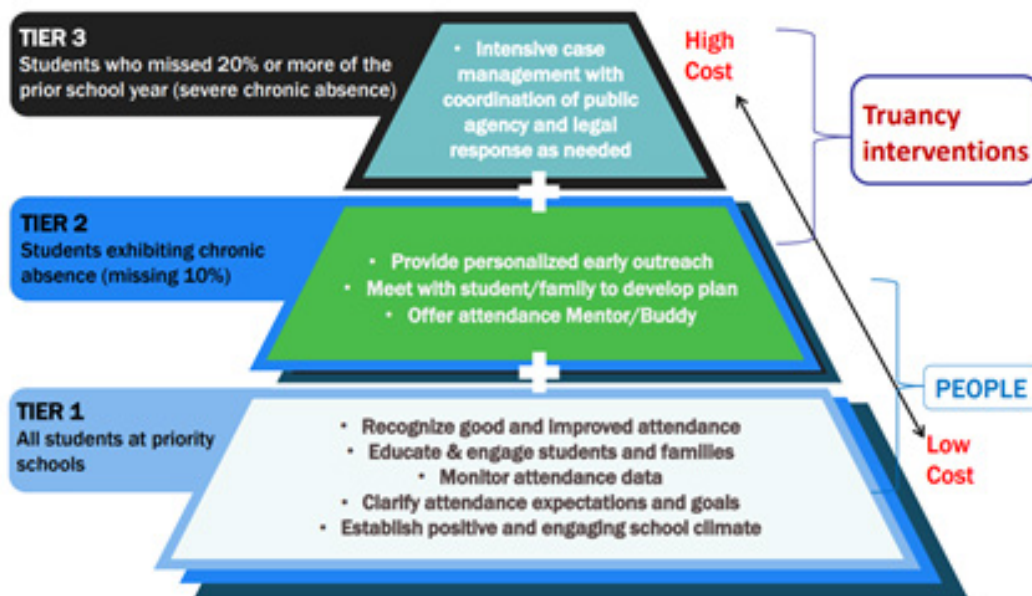 TIER 3
Students who missed 20% or more of the
prior school year (severe chronic absence)
• Intensive case
management with
coordination of public
agency and legal
response as needed
High
Cost
Truancy
interventions
TIER 2
Students exhibiting chronic
absence (missing 10%)
• Provide personalized early outreach
• Meet with student/family to develop plan
• Offer attendance Mentor/Buddy
PEOPLE
TIER 1
All students at priority
schools
• Recognize good and improved attendance
• Educate & engage students and families
• Monitor attendance data
• Clarify attendance expectations and goals
• Establish positive and engaging school climate
Low
Cost